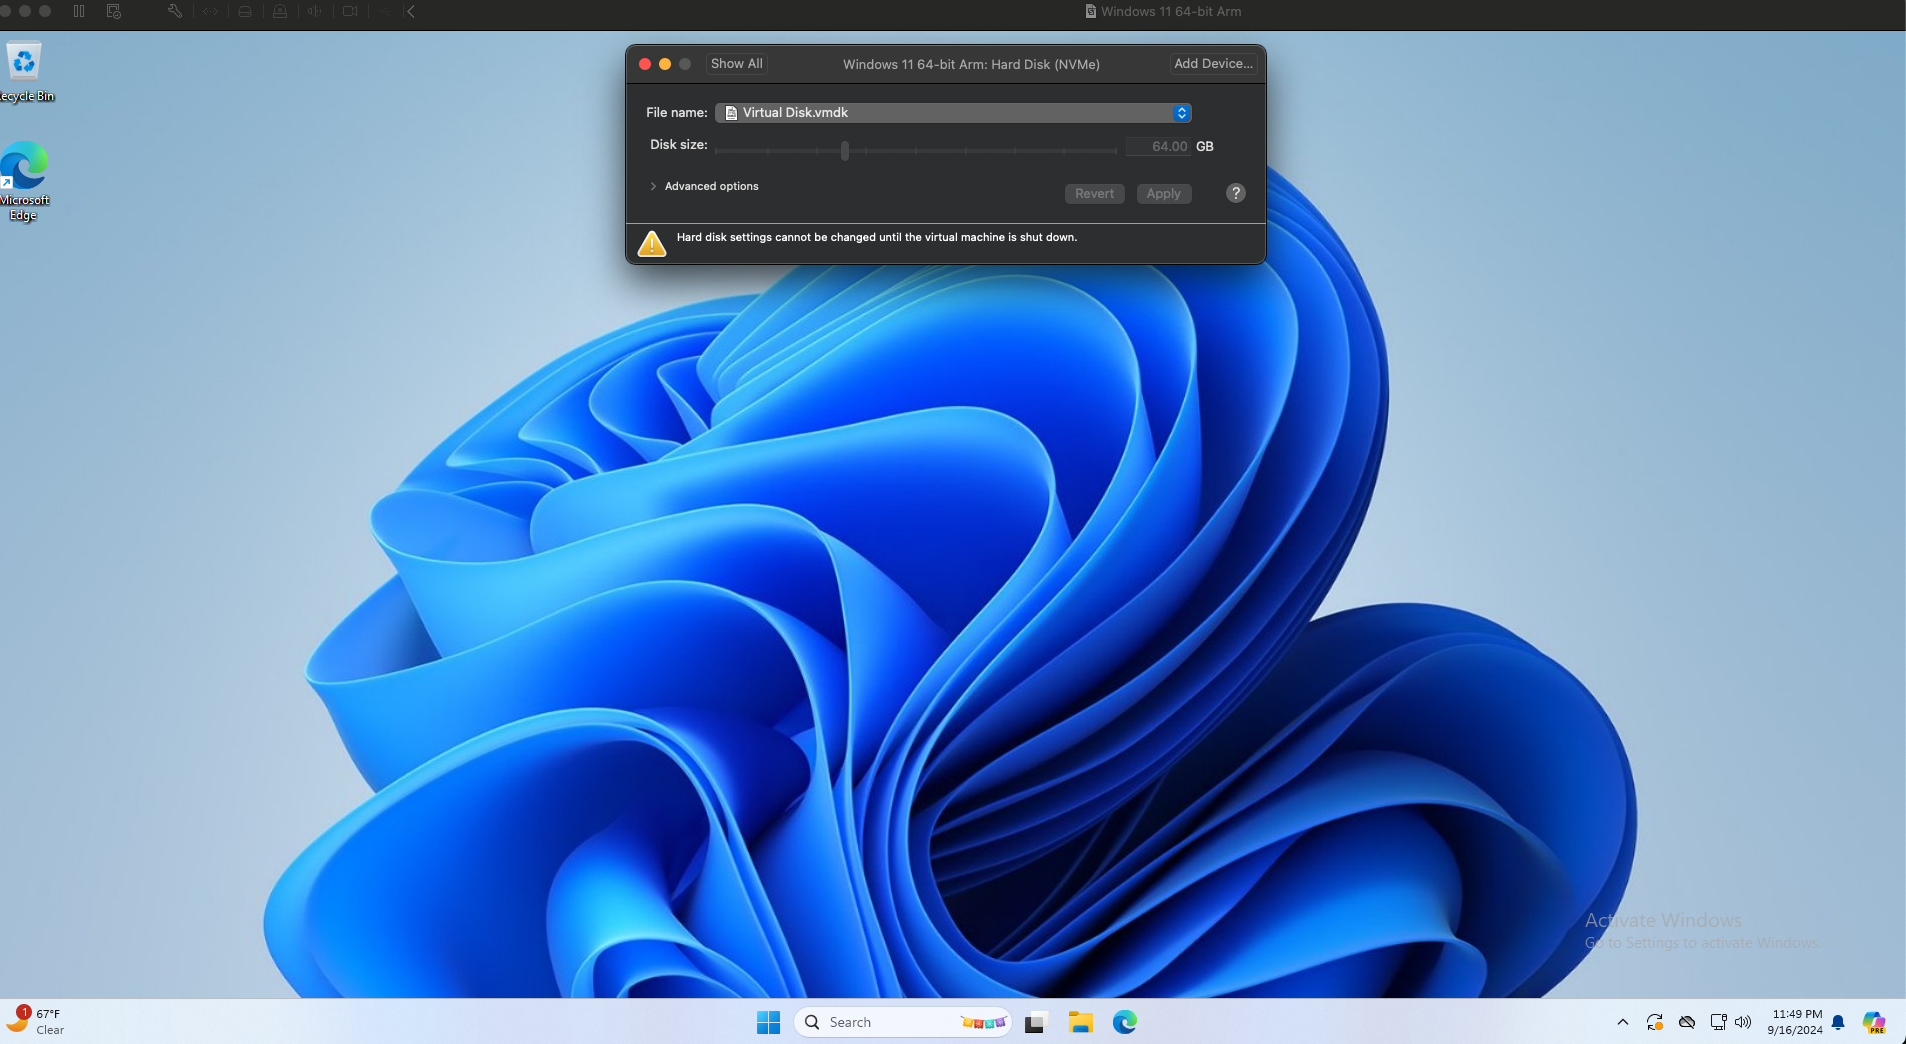 Windows 11 64-bit Arm
Show All
Windows 11 64-bit Arm: Hard Disk (NVMe)
Add Device...
File name:
Virtual Disk.vmdk
Disk size:
64.00
GB
Advanced options
Revert
Apply
?
Hard disk settings cannot be changed until the virtual machine is shut down.
ecycle Bin
Microsoft
Edge
Activate Windows
Go to Settings to activate Windows.
1
67°F
Clear
Search
11:49 PM
9/16/2024
PRE